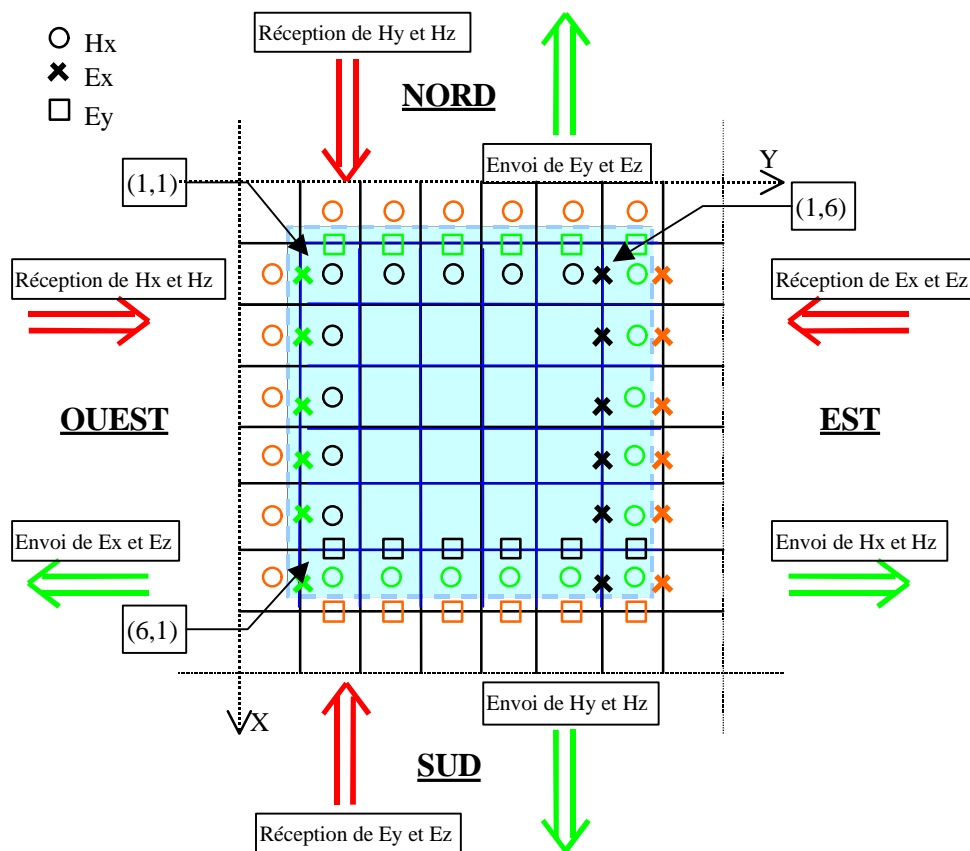 Hx
Ex
Ey
Réception de Hy et Hz
NORD
Envoi de Ey et Ez
Y
(1,1)
(1,6)
Réception de Hx et Hz
Réception de Ex et Ez
OUEST
EST
Envoi de Ex et Ez
Envoi de Hx et Hz
(6,1)
X
Envoi de Hy et Hz
SUD
Réception de Ey et Ez